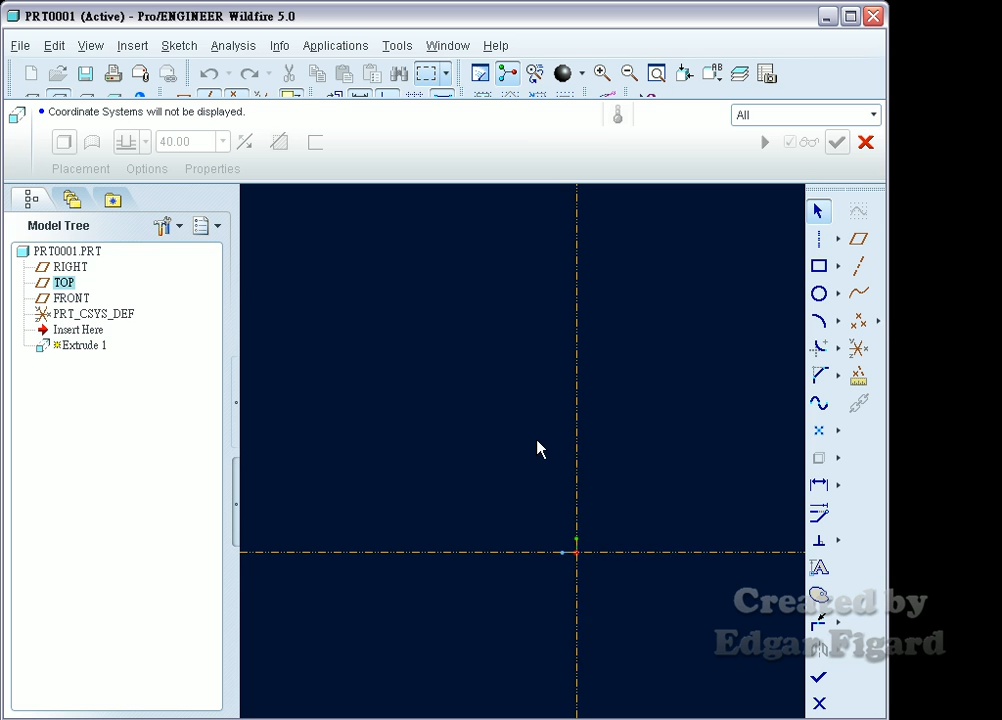 PRT0001 (Active) - Pro/ENGINEER Wildfire 5.0
File Edit View Insert Sketch Analysis Info Applications Tools Window Help
Coordinate Systems will not be displayed.
All
40.00
Placement Options Properties
Model Tree
PRT0001.PRT
RIGHT
TOP
FRONT
PRT_CSYS_DEF
Insert Here
Extrude 1
Created by
Edgar Figard